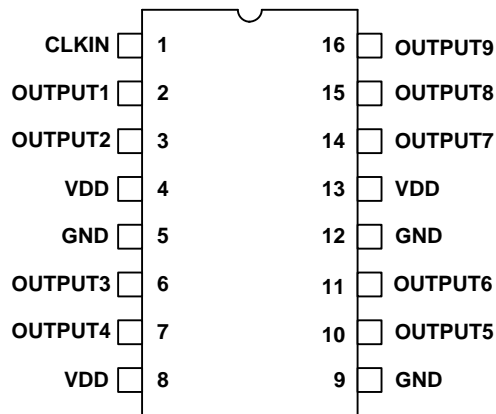 CLKIN 1 16 OUTPUT9
OUTPUT1 2 15 OUTPUT8
OUTPUT2 3 14 OUTPUT7
VDD 4 13 VDD
GND 5 12 GND
OUTPUT3 6 11 OUTPUT6
OUTPUT4 7 10 OUTPUT5
VDD 8 9 GND